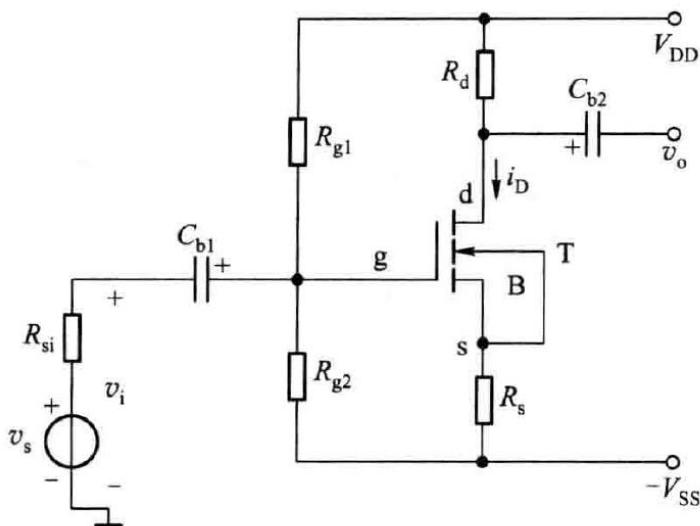 V_DD
R_d
C_b2
+
v_o
R_g1
i_D
d
C_b1
+
g
T
+
B
R_si
s
R_g2
v_i
R_s
+
v_s
−
−
−V_SS